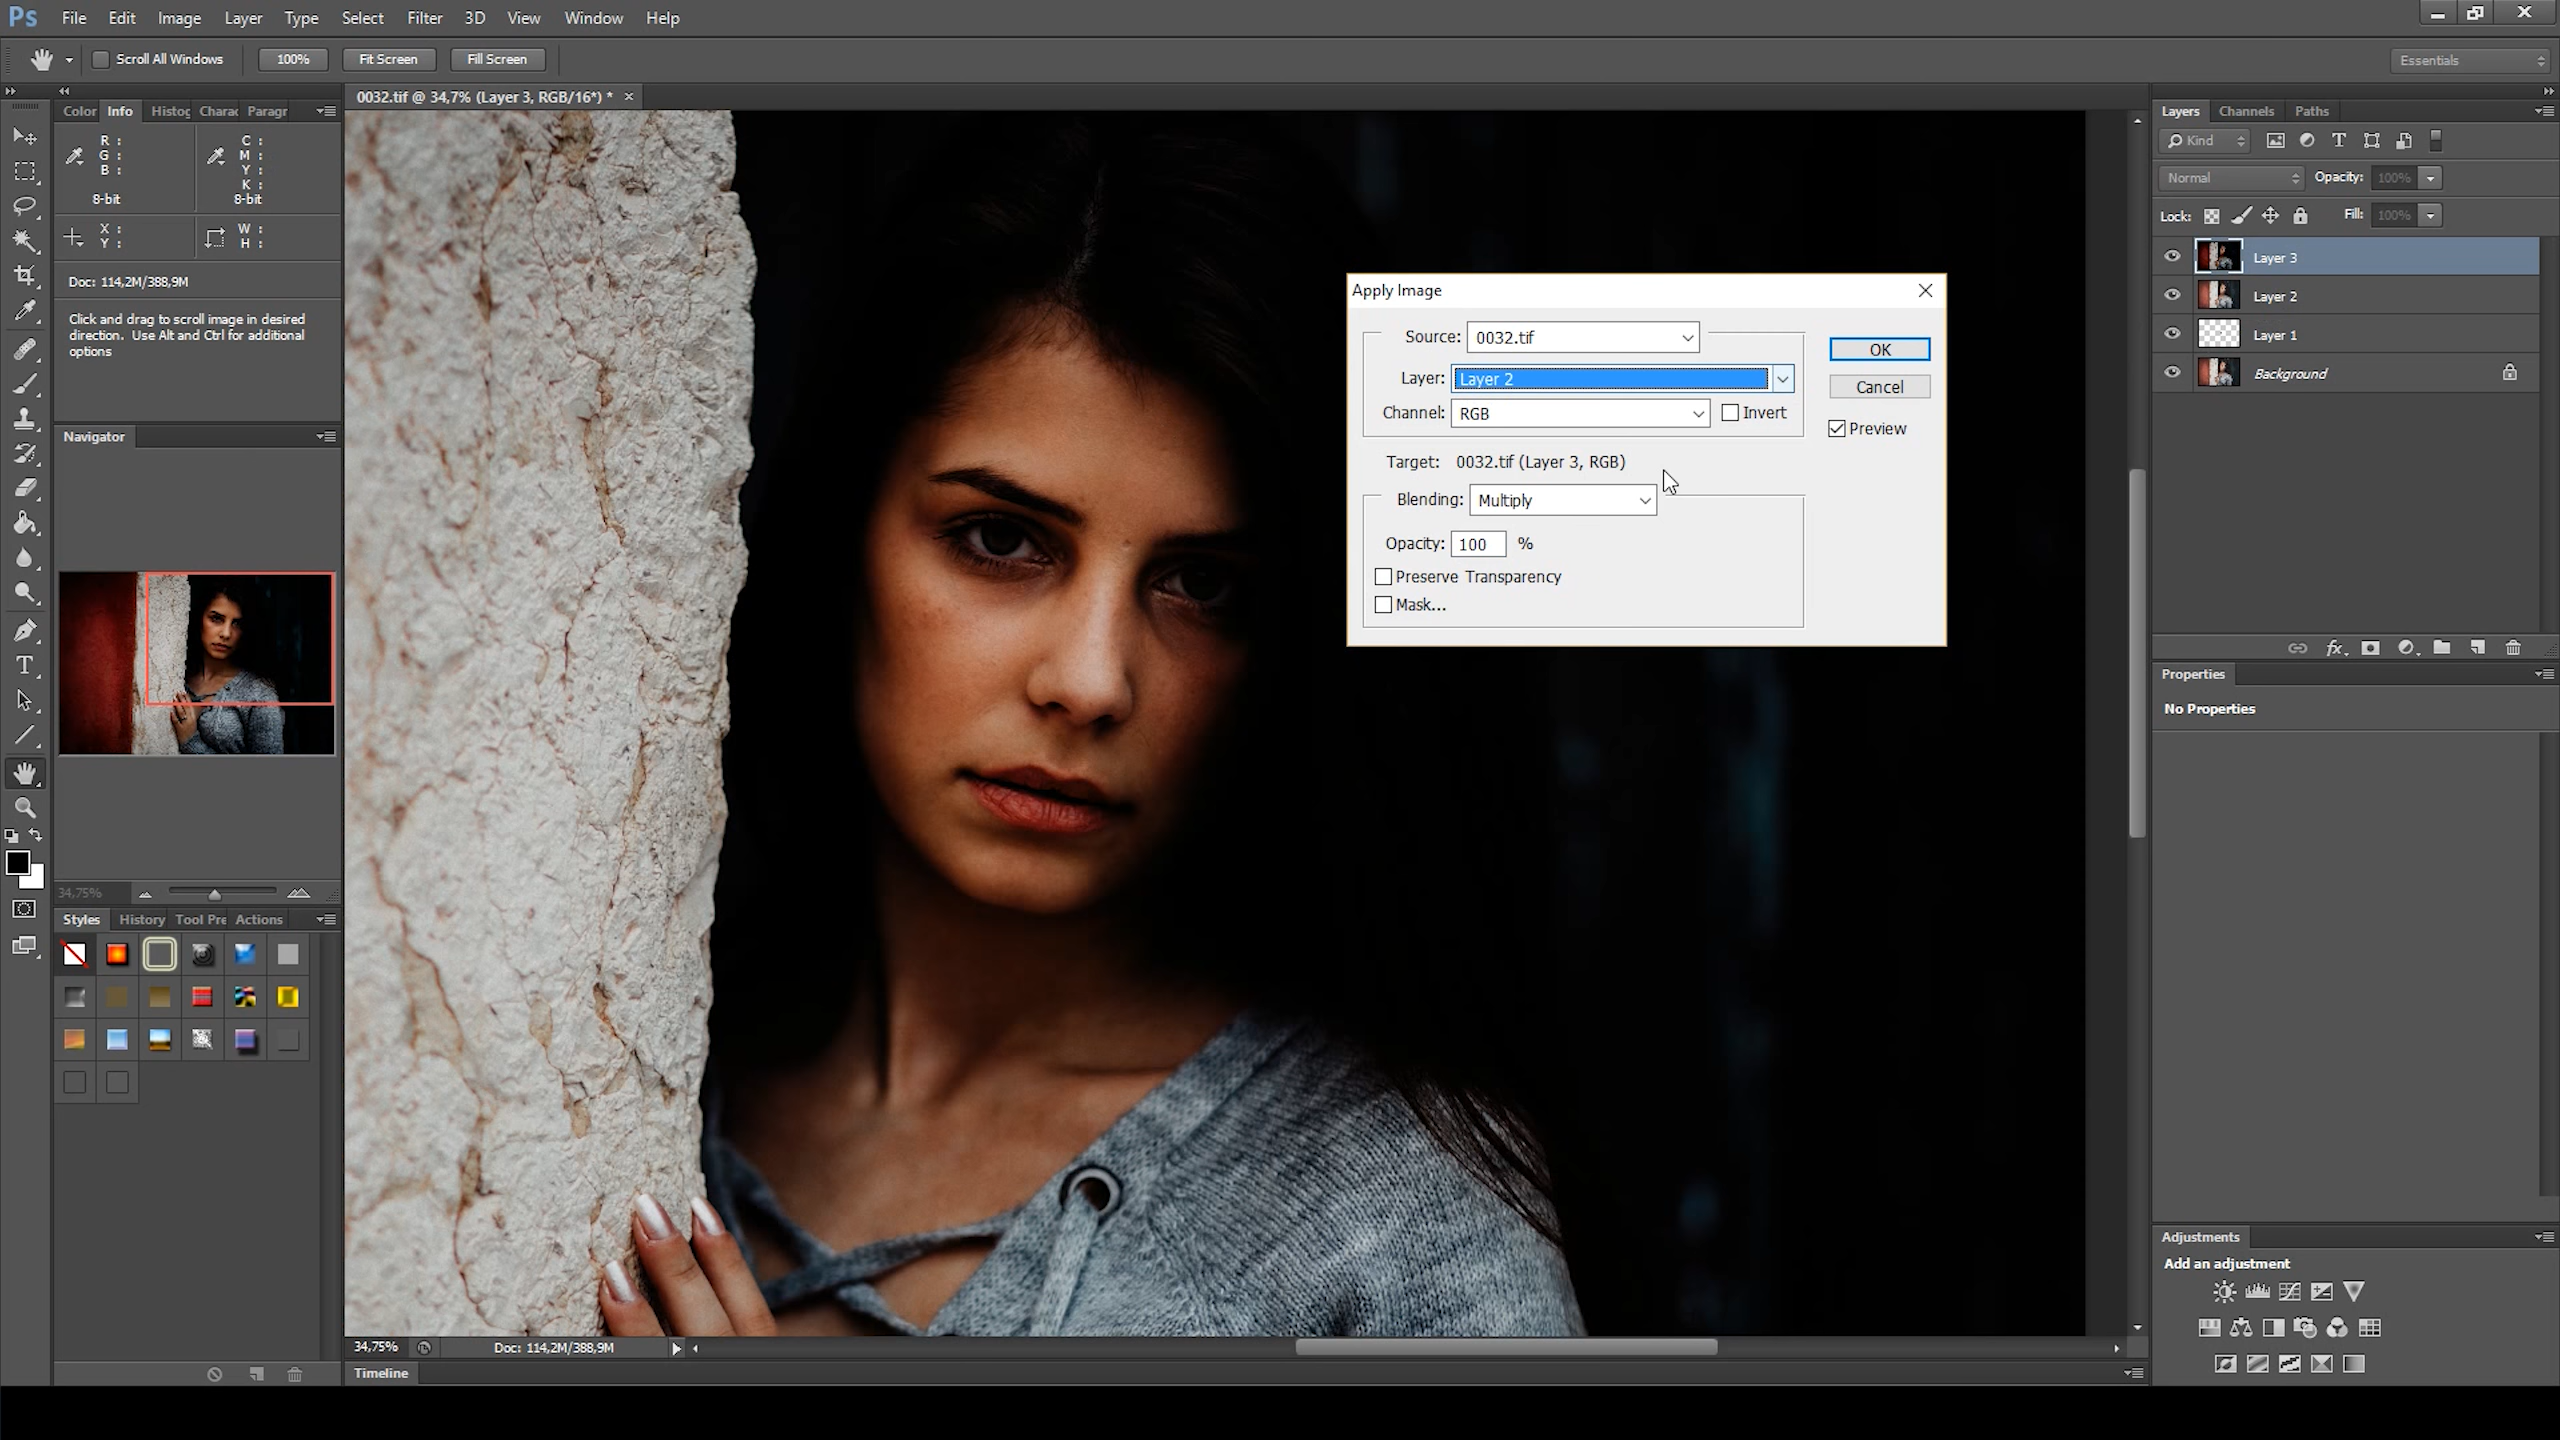 Ps File Edit Image Layer Type Select Filter 3D View Window Help
Scroll All Windows 100% Fit Screen Fill Screen Essentials
0032.tif @ 34,7% (Layer 3, RGB/16*) *
Color Info Histog Charac Paragr
R :
G :
B :
8-bit
C :
M :
Y :
K :
8-bit
X :
Y :
W :
H :
Doc: 114,2M/388,9M
Click and drag to scroll image in desired
direction. Use Alt and Ctrl for additional
options
Navigator
34,75%
Styles History Tool Pre Actions
Apply Image
Source: 0032.tif
Layer: Layer 2
Channel: RGB Invert
OK
Cancel
Preview
Target: 0032.tif (Layer 3, RGB)
Blending: Multiply
Opacity: 100 %
Preserve Transparency
Mask...
34,75% Doc: 114,2M/388,9M
Timeline
Layers Channels Paths
Kind
Normal Opacity: 100%
Lock: Fill: 100%
Layer 3
Layer 2
Layer 1
Background
fx
Properties
No Properties
Adjustments
Add an adjustment